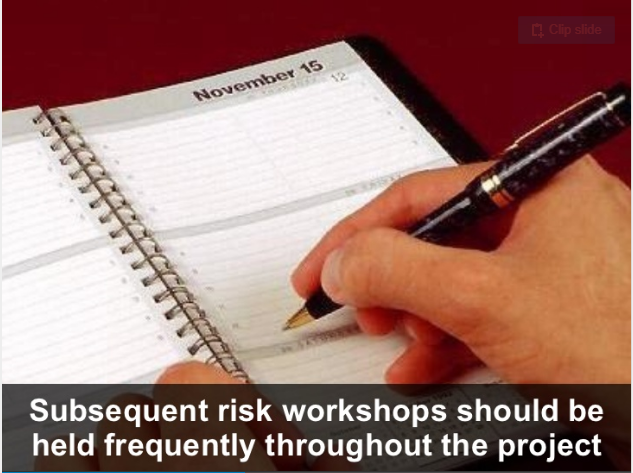 Clip slide
November 15
12
Subsequent risk workshops should be
held frequently throughout the project